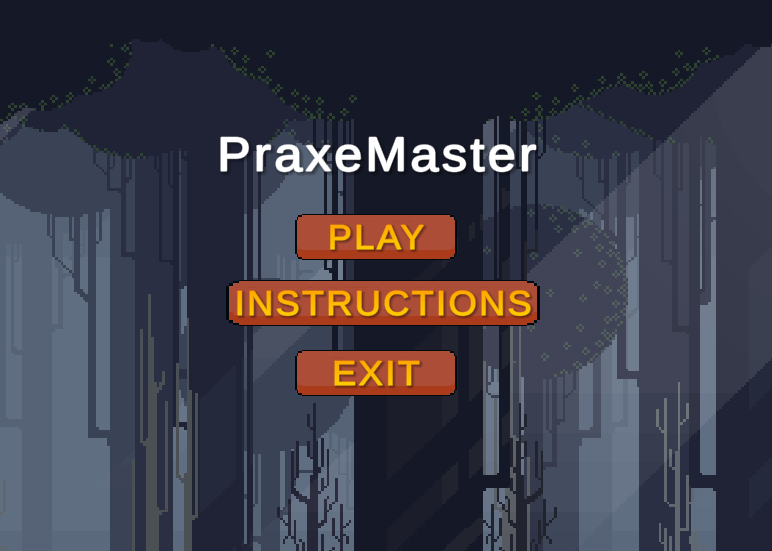 PraxeMaster
PLAY
INSTRUCTIONS
EXIT